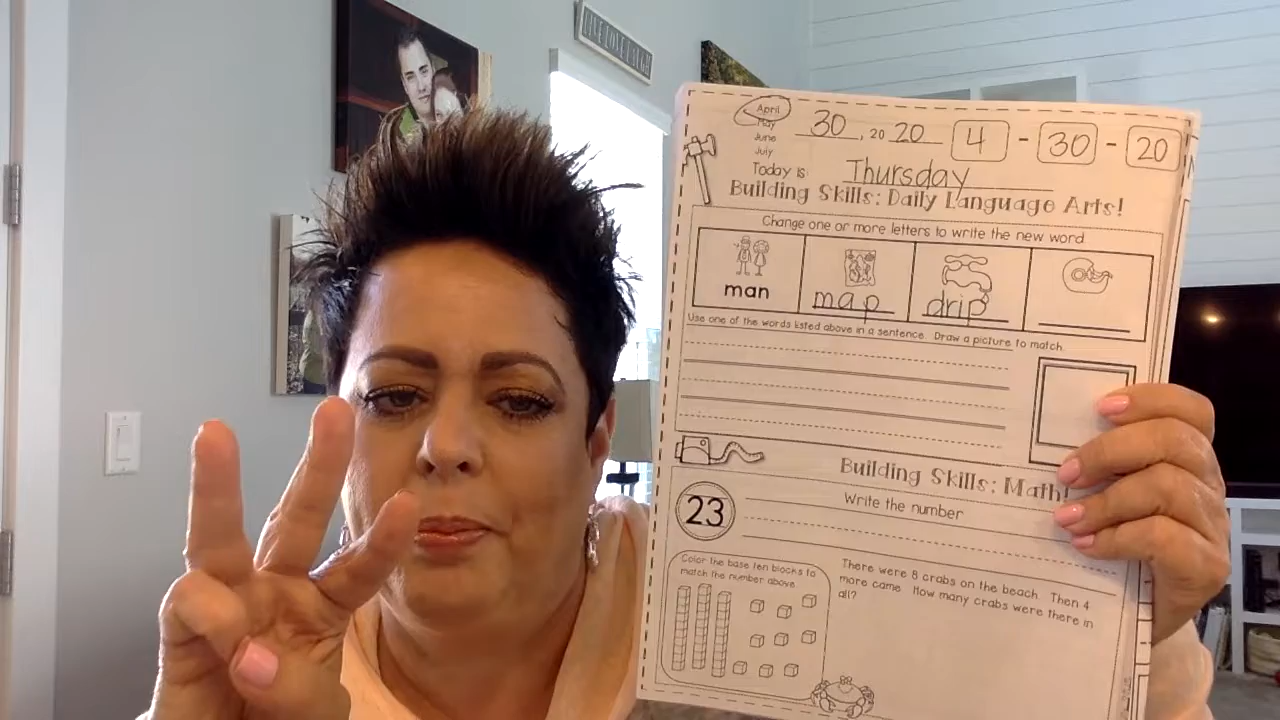 LIVE LOVE LAUGH
April 30, 2020 4 - 30 - 20
May
June
July
Today is: Thursday
Building Skills: Daily Language Arts!
Change one or more letters to write the new word
man map drip
Use one of the words listed above in a sentence. Draw a picture to match.
Building Skills: Math!
23 Write the number
Color the base ten blocks to
match the number above.
There were 8 crabs on the beach. Then 4
more came. How many crabs were there in
all?